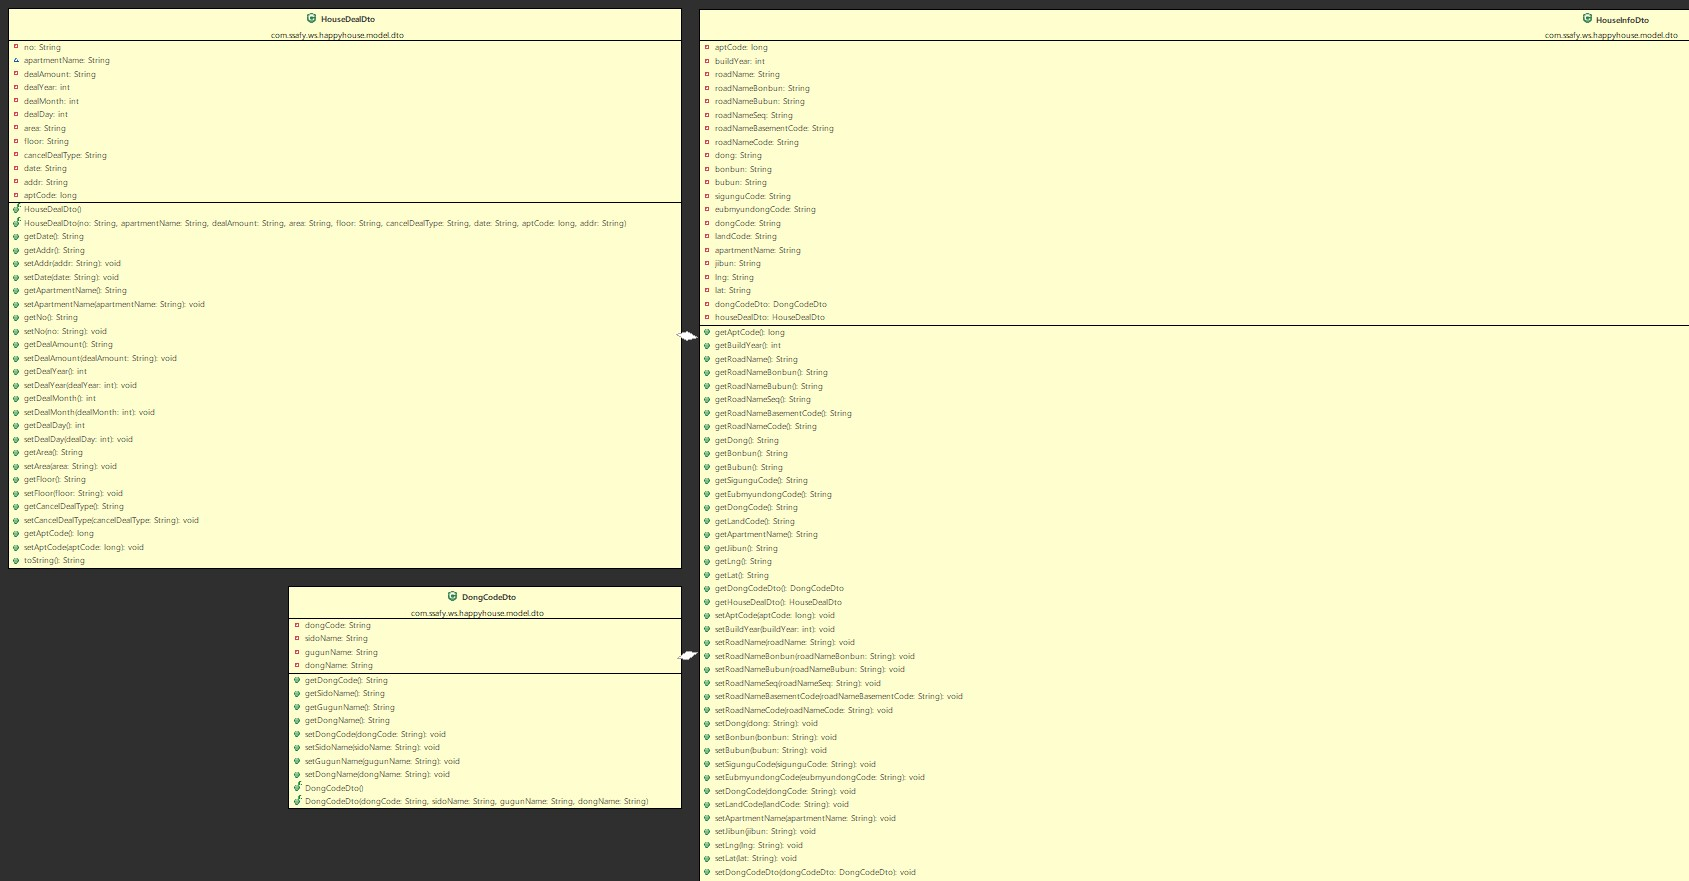 HouseDealDto
com.ssafy.ws.happyhouse.model.dto
no: String
apartmentName: String
dealAmount: String
dealYear: int
dealMonth: int
dealDay: int
area: String
floor: String
cancelDealType: String
date: String
addr: String
aptCode: long
HouseDealDto()
HouseDealDto(no: String, apartmentName: String, dealAmount: String, area: String, floor: String, cancelDealType: String, date: String, aptCode: long, addr: String)
getDate(): String
getAddr(): String
setAddr(addr: String): void
setDate(date: String): void
getApartmentName(): String
setApartmentName(apartmentName: String): void
getNo(): String
setNo(no: String): void
getDealAmount(): String
setDealAmount(dealAmount: String): void
getDealYear(): int
setDealYear(dealYear: int): void
getDealMonth(): int
setDealMonth(dealMonth: int): void
getDealDay(): int
setDealDay(dealDay: int): void
getArea(): String
setArea(area: String): void
getFloor(): String
setFloor(floor: String): void
getCancelDealType(): String
setCancelDealType(cancelDealType: String): void
getAptCode(): long
setAptCode(aptCode: long): void
toString(): String
DongCodeDto
com.ssafy.ws.happyhouse.model.dto
dongCode: String
sidoName: String
gugunName: String
dongName: String
getDongCode(): String
getSidoName(): String
getGugunName(): String
getDongName(): String
setDongCode(dongCode: String): void
setSidoName(sidoName: String): void
setGugunName(gugunName: String): void
setDongName(dongName: String): void
DongCodeDto()
DongCodeDto(dongCode: String, sidoName: String, gugunName: String, dongName: String)
HouseInfoDto
com.ssafy.ws.happyhouse.model.dto
aptCode: long
buildYear: int
roadName: String
roadNameBonbun: String
roadNameBubun: String
roadNameSeq: String
roadNameBasementCode: String
roadNameCode: String
dong: String
bonbun: String
bubun: String
sigunguCode: String
eubmyundongCode: String
dongCode: String
landCode: String
apartmentName: String
jibun: String
lng: String
lat: String
dongCodeDto: DongCodeDto
houseDealDto: HouseDealDto
getAptCode(): long
getBuildYear(): int
getRoadName(): String
getRoadNameBonbun(): String
getRoadNameBubun(): String
getRoadNameSeq(): String
getRoadNameBasementCode(): String
getRoadNameCode(): String
getDong(): String
getBonbun(): String
getBubun(): String
getSigunguCode(): String
getEubmyundongCode(): String
getDongCode(): String
getLandCode(): String
getApartmentName(): String
getJibun(): String
getLng(): String
getLat(): String
getDongCodeDto(): DongCodeDto
getHouseDealDto(): HouseDealDto
setAptCode(aptCode: long): void
setBuildYear(buildYear: int): void
setRoadName(roadName: String): void
setRoadNameBonbun(roadNameBonbun: String): void
setRoadNameBubun(roadNameBubun: String): void
setRoadNameSeq(roadNameSeq: String): void
setRoadNameBasementCode(roadNameBasementCode: String): void
setRoadNameCode(roadNameCode: String): void
setDong(dong: String): void
setBonbun(bonbun: String): void
setBubun(bubun: String): void
setSigunguCode(sigunguCode: String): void
setEubmyundongCode(eubmyundongCode: String): void
setDongCode(dongCode: String): void
setLandCode(landCode: String): void
setApartmentName(apartmentName: String): void
setJibun(jibun: String): void
setLng(lng: String): void
setLat(lat: String): void
setDongCodeDto(dongCodeDto: DongCodeDto): void